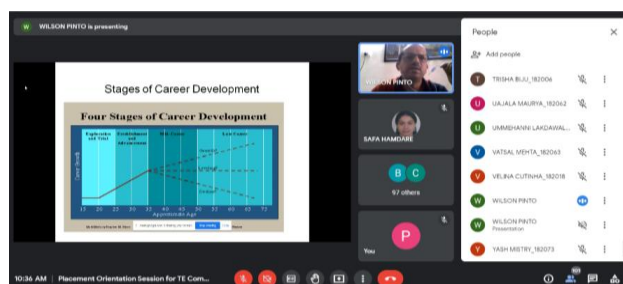 WILSON PINTO is presenting
Stages of Career Development
Four Stages of Career Development
Exploration and Trial
Establishment and Advancement
Mid Career
Late Career
Growth
15 20 25 30 35 40 45 50 55 60 65 70 72
Approximate Age
WILSON PINTO
SAFA HAMDARE
B C
97 others
P
You
People
Add people
T TRISHA BIJU_182006
U UAJALA MAURYA_182062
U UMMEHANNI LAKDAWAL...
V VATSAL MEHTA_182063
V VELINA CUTINHA_182018
W WILSON PINTO
W WILSON PINTO
Presentation
Y YASH MISTRY_182073
10:36 AM | Placement Orientation Session for TE Com...